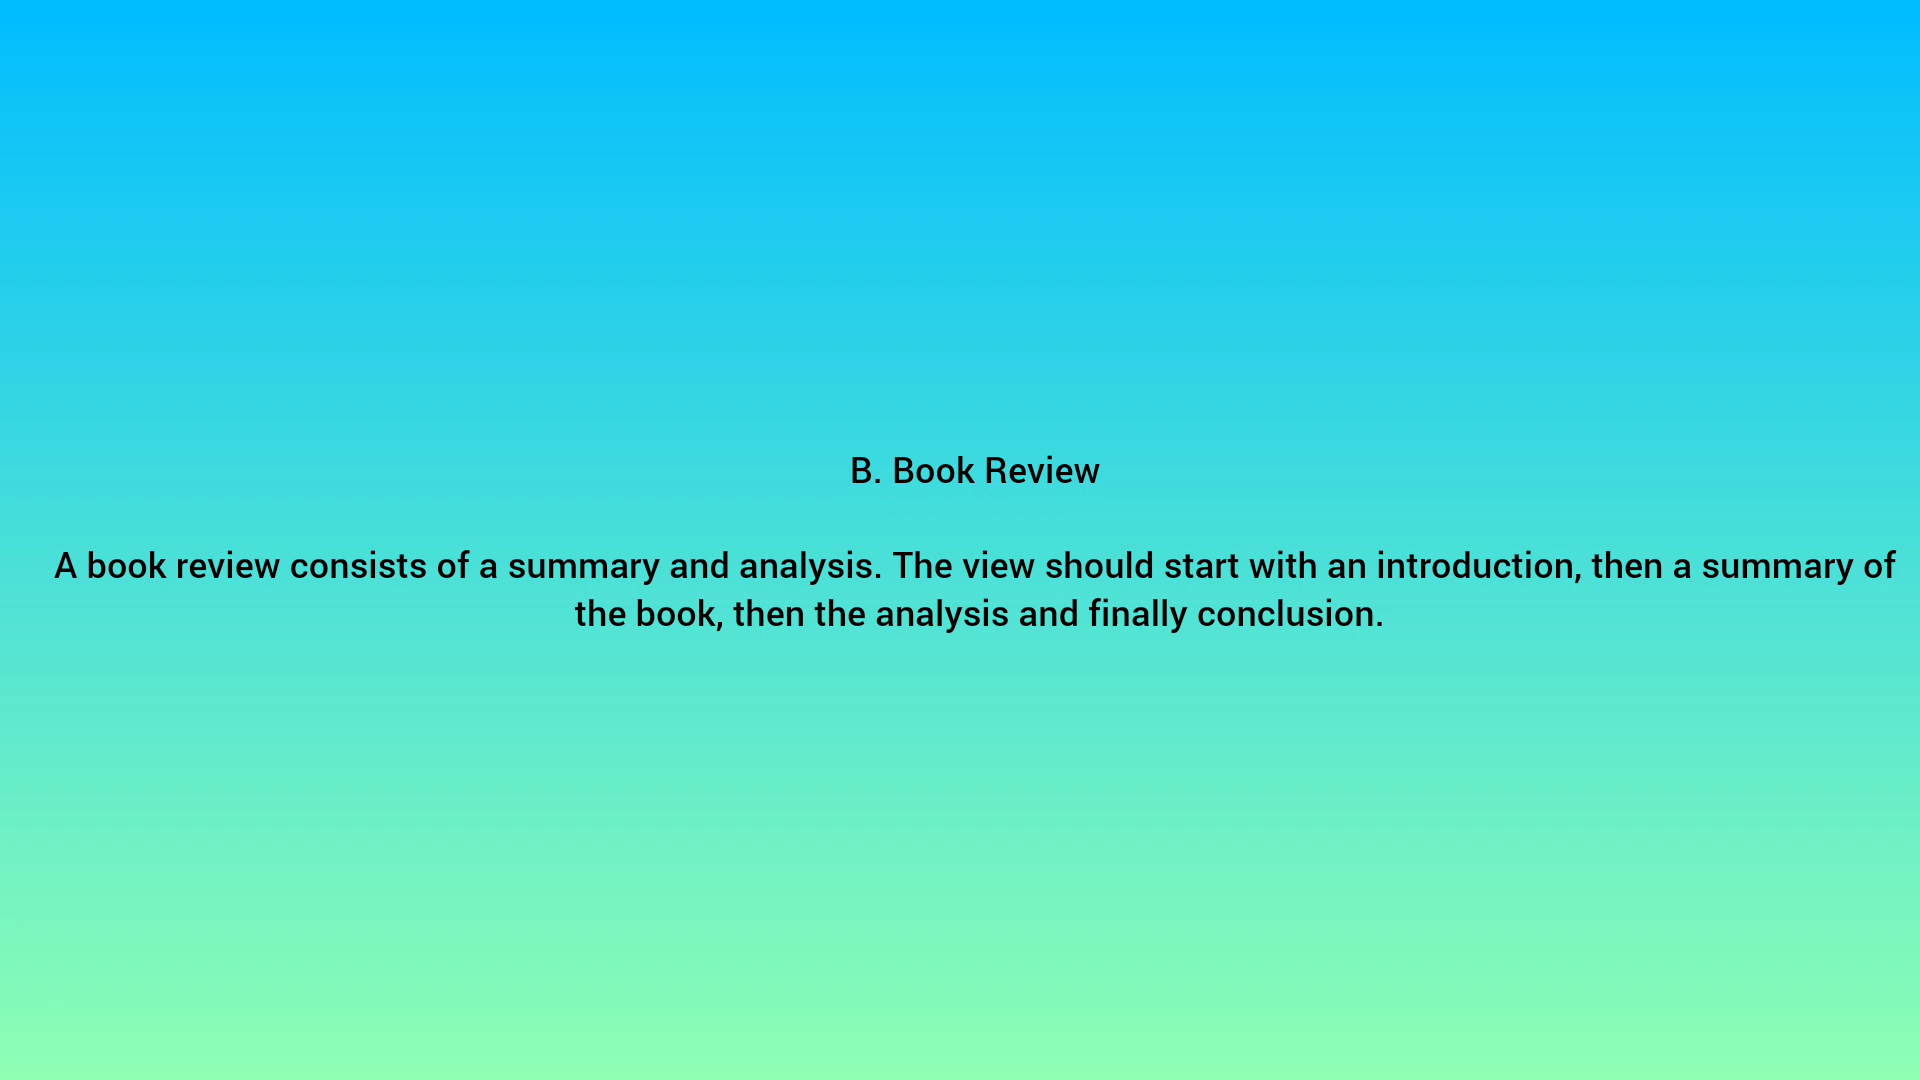 B. Book Review
A book review consists of a summary and analysis. The view should start with an introduction, then a summary of
the book, then the analysis and finally conclusion.